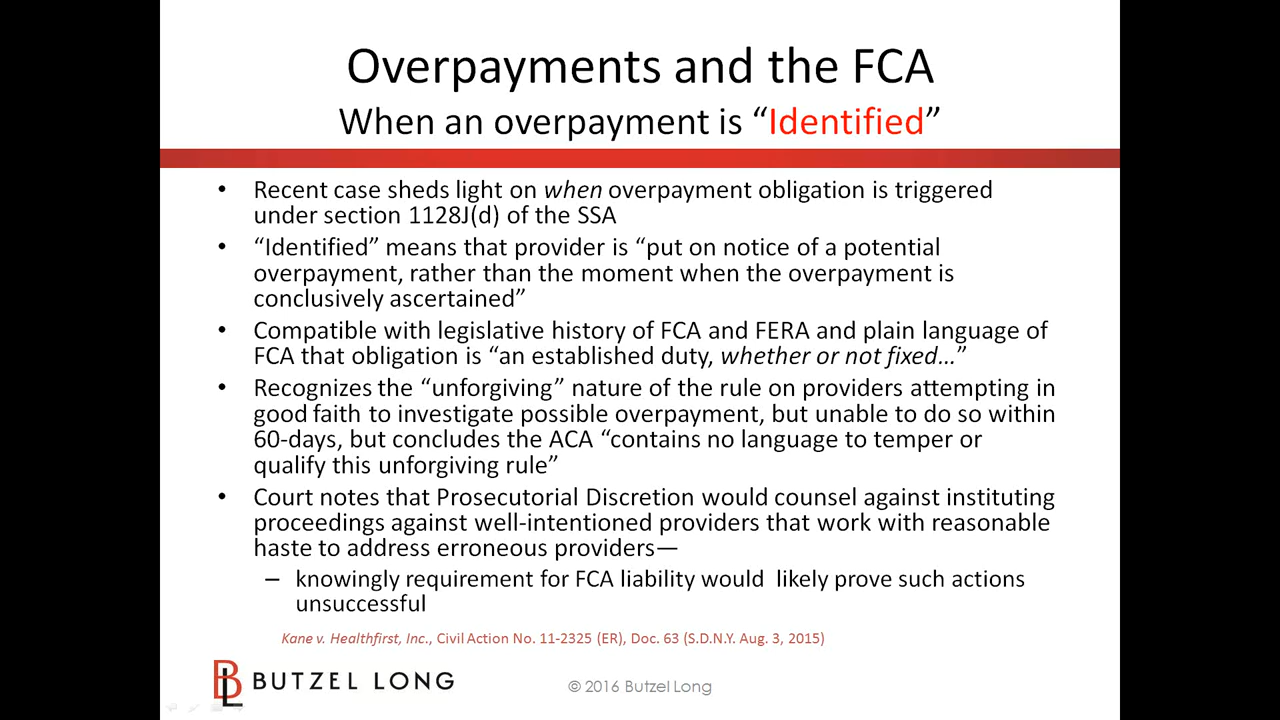 Overpayments and the FCA
When an overpayment is “Identified”
• Recent case sheds light on when overpayment obligation is triggered
under section 1128J(d) of the SSA
• “Identified” means that provider is “put on notice of a potential
overpayment, rather than the moment when the overpayment is
conclusively ascertained”
• Compatible with legislative history of FCA and FERA and plain language of
FCA that obligation is “an established duty, whether or not fixed…”
• Recognizes the “unforgiving” nature of the rule on providers attempting in
good faith to investigate possible overpayment, but unable to do so within
60-days, but concludes the ACA “contains no language to temper or
qualify this unforgiving rule”
• Court notes that Prosecutorial Discretion would counsel against instituting
proceedings against well-intentioned providers that work with reasonable
haste to address erroneous providers—
– knowingly requirement for FCA liability would likely prove such actions
unsuccessful
Kane v. Healthfirst, Inc., Civil Action No. 11-2325 (ER), Doc. 63 (S.D.N.Y. Aug. 3, 2015)
BL BUTZEL LONG
© 2016 Butzel Long